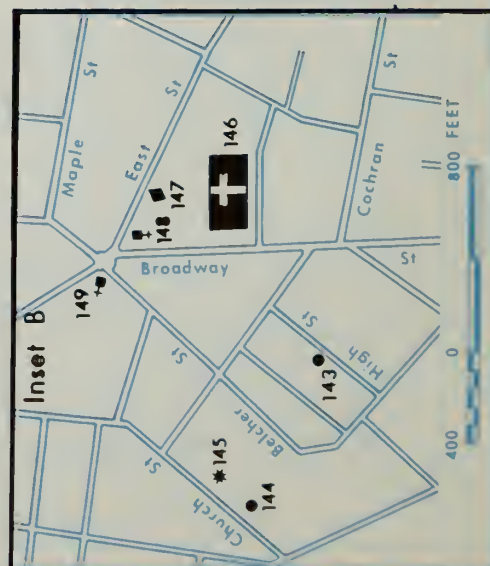 Inset B
Maple St
East St
149
148
147
146
Broadway
St
Cochran St
St
Church St
145
144
Belcher St
143
High St
400 0 800 FEET